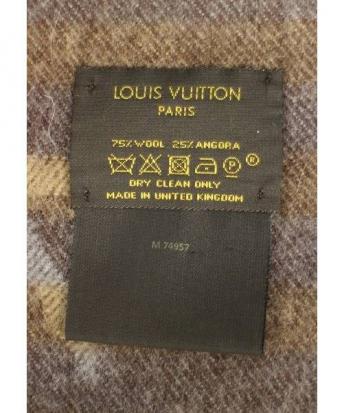 LOUIS VUITTON
PARIS
75% WOOL 25% ANGORA
P ®
DRY CLEAN ONLY
MADE IN UNITED KINGDOM
M 74957